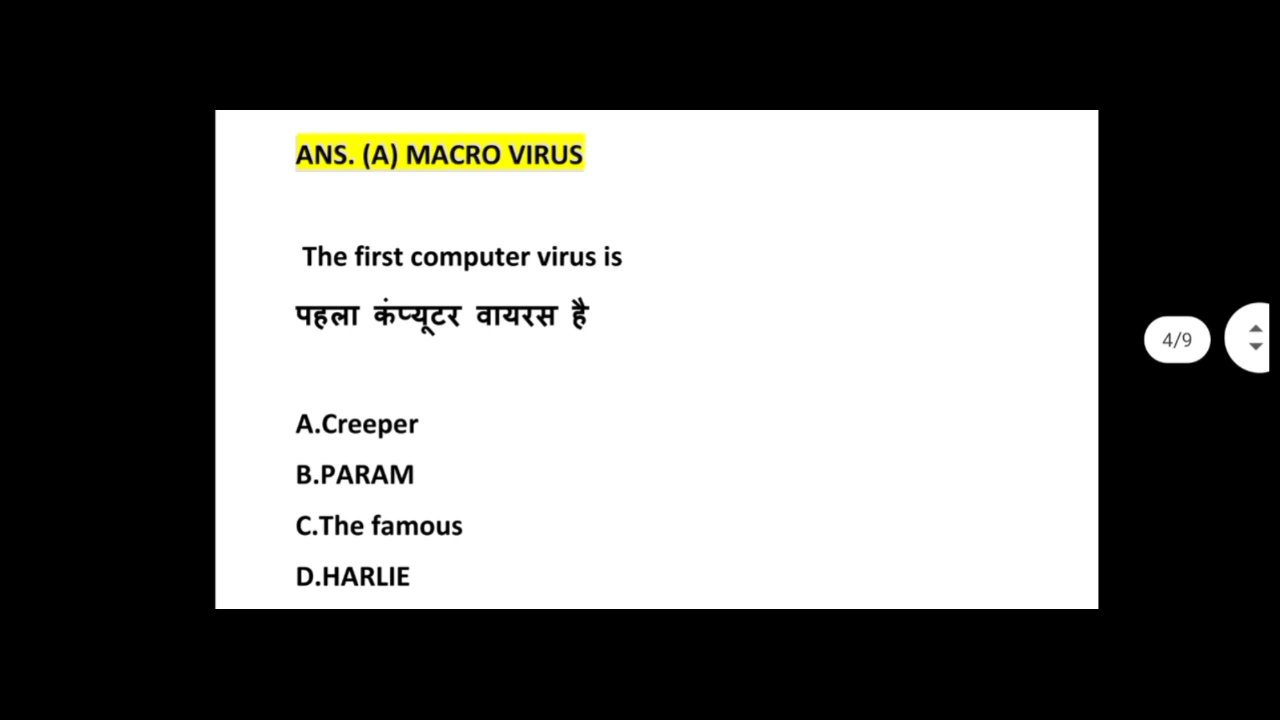 ANS. (A) MACRO VIRUS
The first computer virus is
पहला कंप्यूटर वायरस है
A.Creeper
B.PARAM
C.The famous
D.HARLIE
4/9